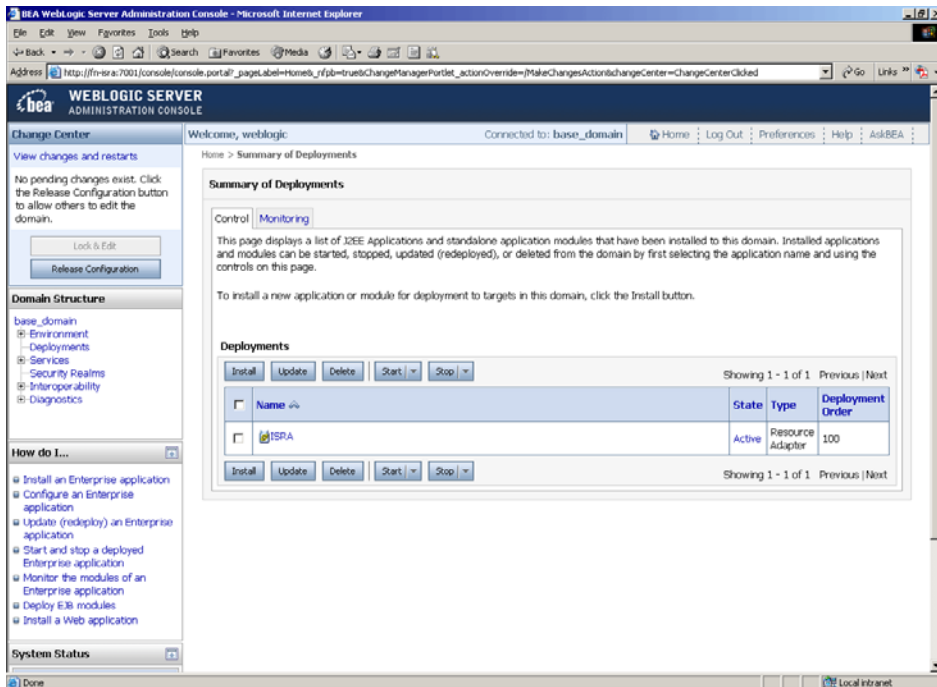 BEA WebLogic Server Administration Console - Microsoft Internet Explorer
File Edit View Favorites Tools Help
Back Search Favorites Media
Address http://fn-isra:7001/console/console.portal?_pageLabel=Home&_nfpb=true&ChangeManagerPortlet_actionOverride=/MakeChangesAction&changeCenter=ChangeCenterClicked Go Links »
bea WEBLOGIC SERVER
ADMINISTRATION CONSOLE
Change Center
View changes and restarts
No pending changes exist. Click
the Release Configuration button
to allow others to edit the
domain.
Lock & Edit
Release Configuration
Domain Structure
base_domain
Environment
Deployments
Services
Security Realms
Interoperability
Diagnostics
How do I...
Install an Enterprise application
Configure an Enterprise
application
Update (redeploy) an Enterprise
application
Start and stop a deployed
Enterprise application
Monitor the modules of an
Enterprise application
Deploy EJB modules
Install a Web application
System Status
Welcome, weblogic Connected to: base_domain Home Log Out Preferences Help AskBEA
Home > Summary of Deployments
Summary of Deployments
Control Monitoring
This page displays a list of J2EE Applications and standalone application modules that have been installed to this domain. Installed applications
and modules can be started, stopped, updated (redeployed), or deleted from the domain by first selecting the application name and using the
controls on this page.
To install a new application or module for deployment to targets in this domain, click the Install button.
Deployments
Install Update Delete Start Stop Showing 1 - 1 of 1 Previous | Next
Name State Type Deployment
Order
ISRA Active Resource
Adapter 100
Install Update Delete Start Stop Showing 1 - 1 of 1 Previous | Next
Done Local intranet